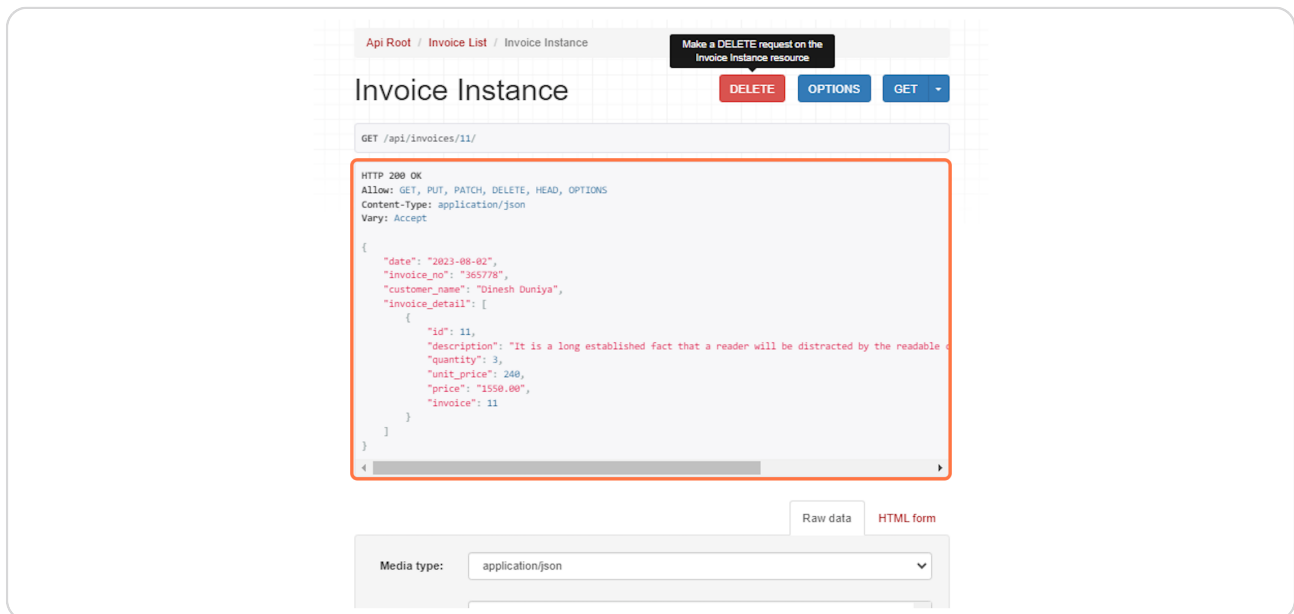 Api Root / Invoice List / Invoice Instance
Make a DELETE request on the
Invoice Instance resource
Invoice Instance
DELETE
OPTIONS
GET
GET /api/invoices/11/
HTTP 200 OK
Allow: GET, PUT, PATCH, DELETE, HEAD, OPTIONS
Content-Type: application/json
Vary: Accept
{
    "date": "2023-08-02",
    "invoice_no": "365778",
    "customer_name": "Dinesh Duniya",
    "invoice_detail": [
        {
            "id": 11,
            "description": "It is a long established fact that a reader will be distracted by the readable
            "quantity": 3,
            "unit_price": 240,
            "price": "1550.00",
            "invoice": 11
        }
    ]
}
Raw data
HTML form
Media type:
application/json